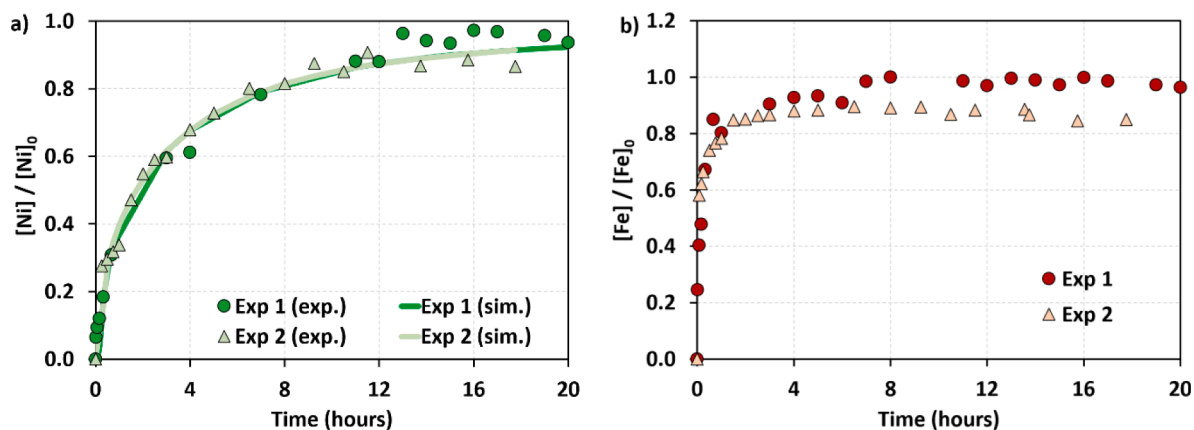 a)
[Ni] / [Ni]0
1.0
0.8
0.6
0.4
0.2
0.0
Exp 1 (exp.)
Exp 1 (sim.)
Exp 2 (exp.)
Exp 2 (sim.)
0 4 8 12 16 20
Time (hours)
b)
[Fe] / [Fe]0
1.2
1.0
0.8
0.6
0.4
0.2
0.0
Exp 1
Exp 2
0 4 8 12 16 20
Time (hours)